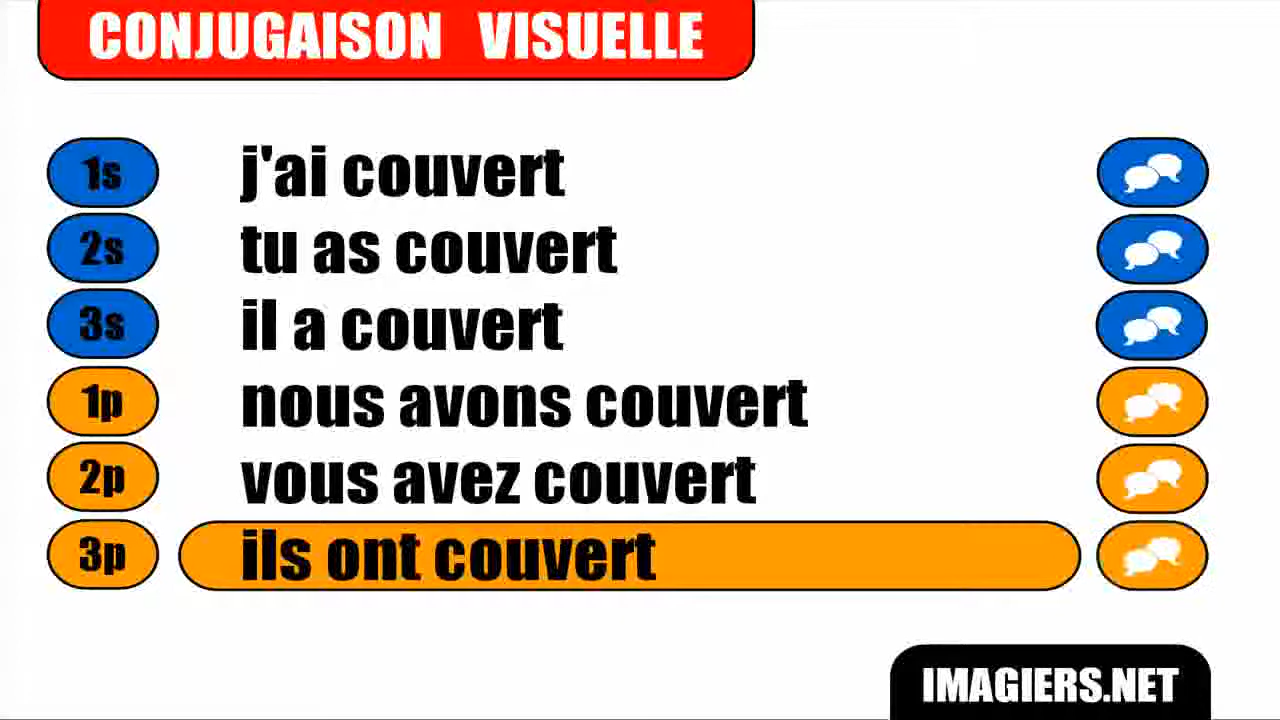 CONJUGAISON VISUELLE
1s j'ai couvert
2s tu as couvert
3s il a couvert
1p nous avons couvert
2p vous avez couvert
3p ils ont couvert
IMAGIERS.NET